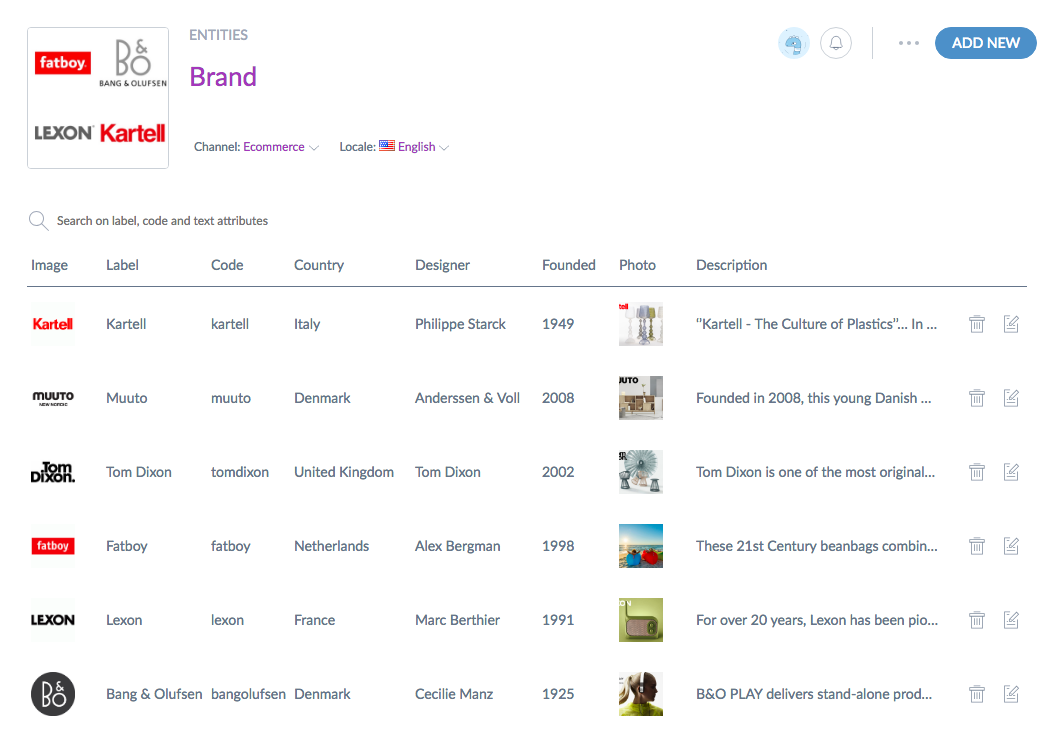 fatboy
B&O
BANG & OLUFSEN
LEXON
Kartell
ENTITIES
Brand
ADD NEW
Channel: Ecommerce
Locale: English
Search on label, code and text attributes
Image Label Code Country Designer Founded Photo Description
Kartell Kartell kartell Italy Philippe Starck 1949 ‘’Kartell - The Culture of Plastics’’... In ...
MUUTO
NEW NORDIC
Muuto muuto Denmark Anderssen & Voll 2008 UUTO Founded in 2008, this young Danish ...
Tom
Dixon.
Tom Dixon tomdixon United Kingdom Tom Dixon 2002 Tom Dixon is one of the most original...
fatboy Fatboy fatboy Netherlands Alex Bergman 1998 These 21st Century beanbags combin...
LEXON Lexon lexon France Marc Berthier 1991 For over 20 years, Lexon has been pio...
B&O Bang & Olufsen bangolufsen Denmark Cecilie Manz 1925 B&O PLAY delivers stand-alone prod...